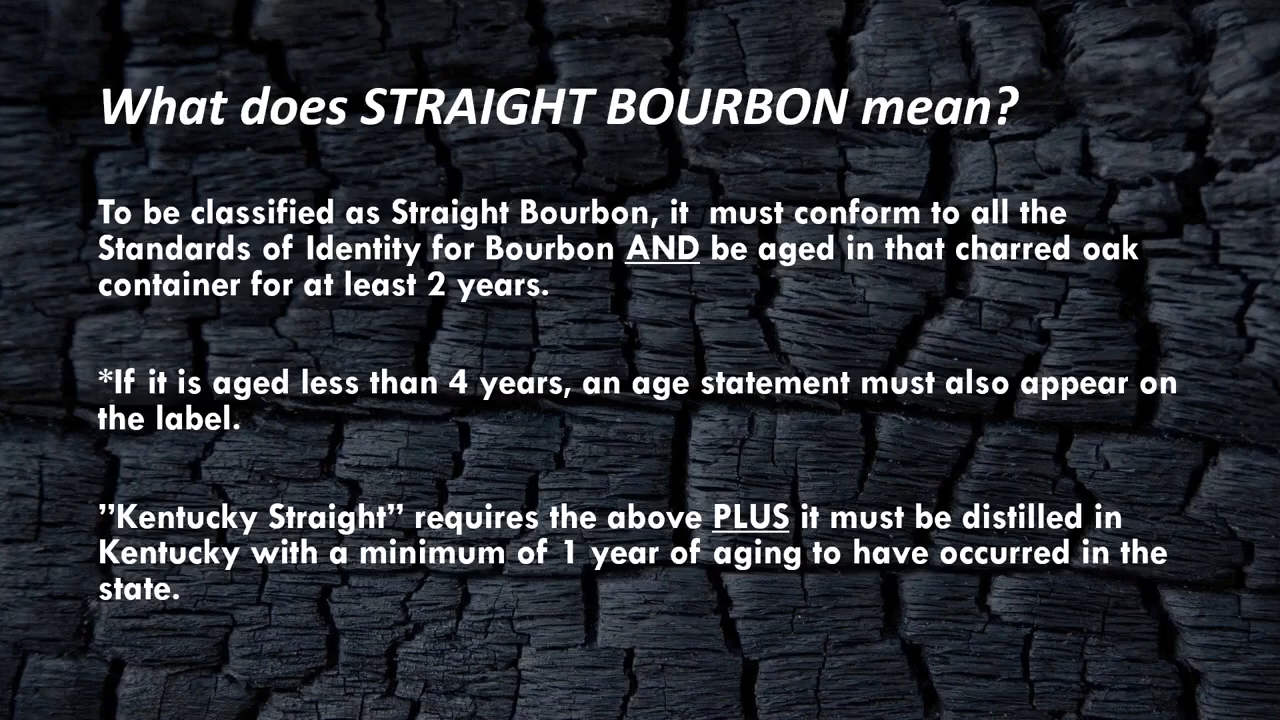 What does STRAIGHT BOURBON mean?
To be classified as Straight Bourbon, it  must conform to all the
Standards of Identity for Bourbon AND be aged in that charred oak
container for at least 2 years.
*If it is aged less than 4 years, an age statement must also appear on
the label.
”Kentucky Straight” requires the above PLUS it must be distilled in
Kentucky with a minimum of 1 year of aging to have occurred in the
state.